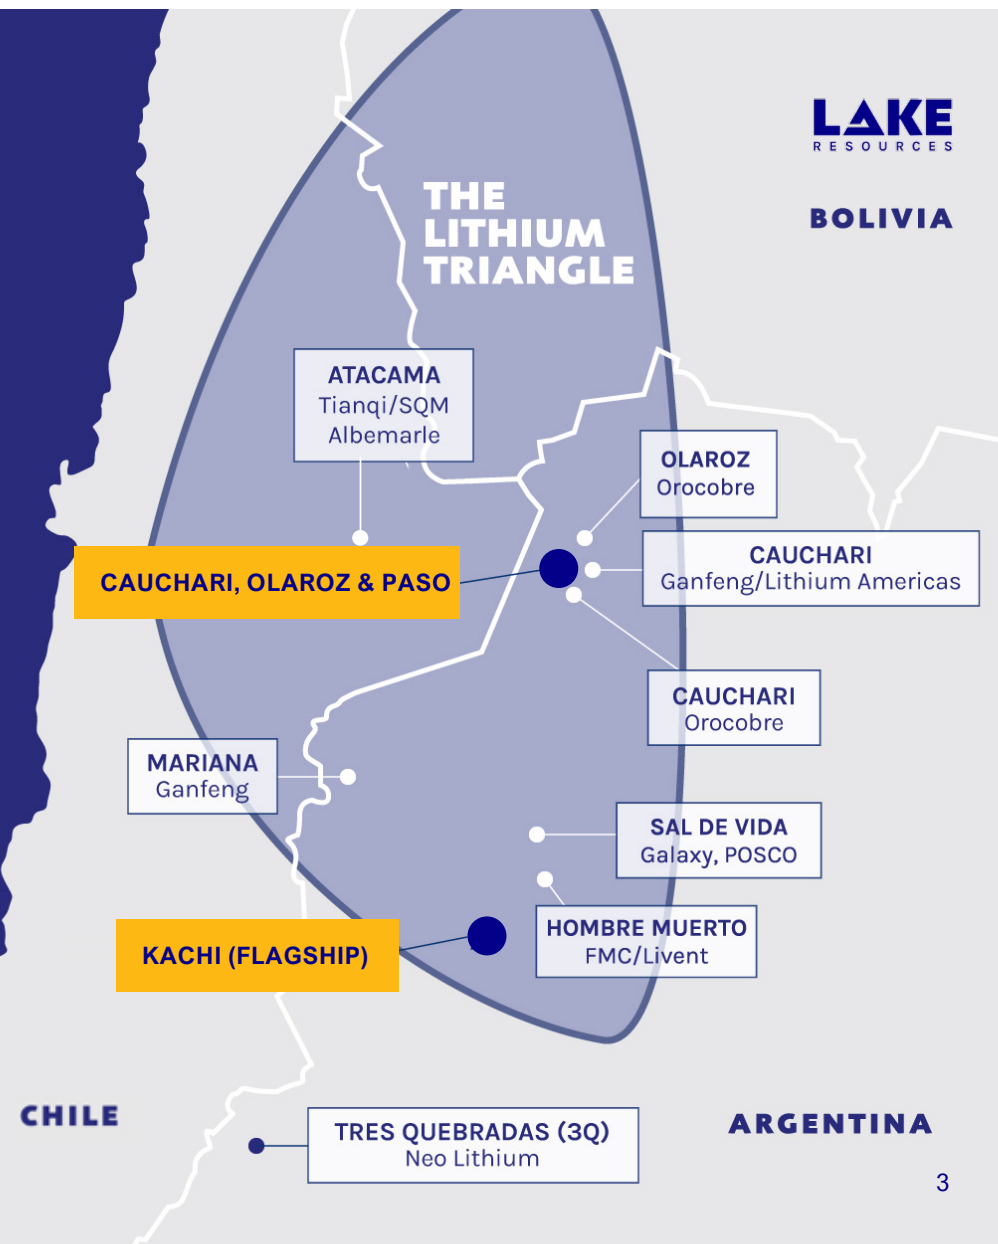 LAKE
RESOURCES
BOLIVIA
THE
LITHIUM
TRIANGLE
ATACAMA
Tianqi/SQM
Albemarle
OLAROZ
Orocobre
CAUCHARI
Ganfeng/Lithium Americas
CAUCHARI, OLAROZ & PASO
CAUCHARI
Orocobre
MARIANA
Ganfeng
SAL DE VIDA
Galaxy, POSCO
HOMBRE MUERTO
FMC/Livent
KACHI (FLAGSHIP)
CHILE
ARGENTINA
TRES QUEBRADAS (3Q)
Neo Lithium
3